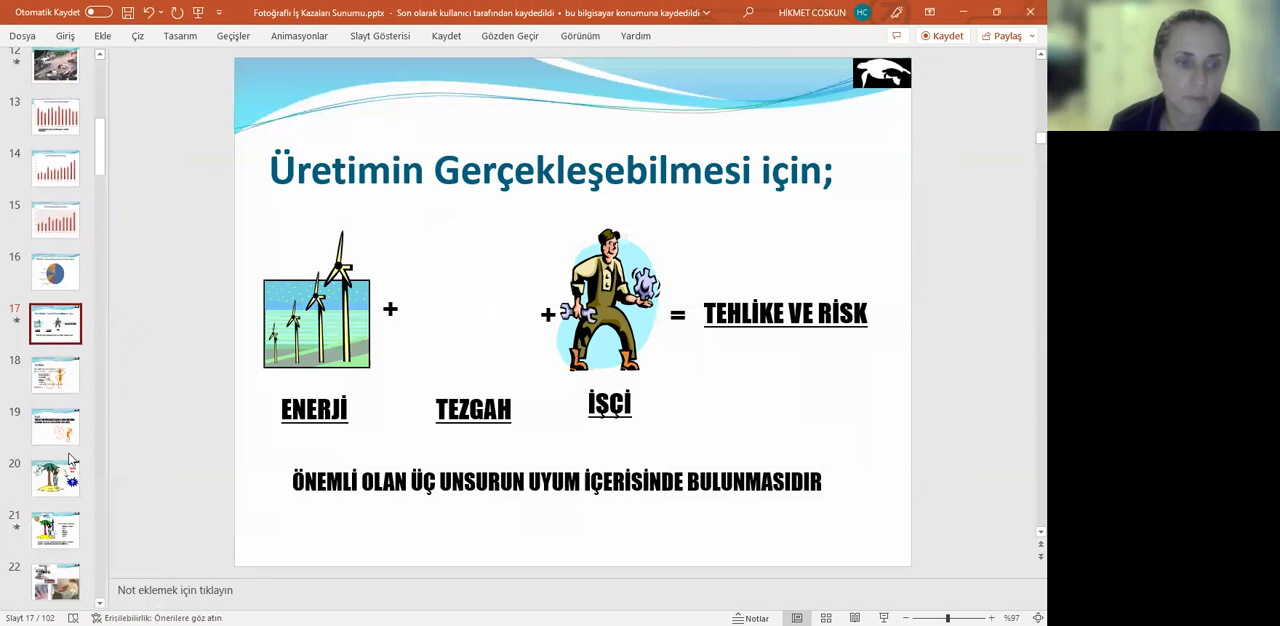 Otomatik Kaydet
Fotoğraflı İş Kazaları Sunumu.pptx - Son olarak kullanıcı tarafından kaydedildi • bu bilgisayar konumuna kaydedildi
HİKMET COSKUN HC
Dosya Giriş Ekle Çiz Tasarım Geçişler Animasyonlar Slayt Gösterisi Kaydet Gözden Geçir Görünüm Yardım
Kaydet Paylaş
12
13
14
15
16
17
18
19
20
21
22
Üretimin Gerçekleşebilmesi için;
+ + = TEHLİKE VE RİSK
ENERJİ TEZGAH İŞÇİ
ÖNEMLİ OLAN ÜÇ UNSURUN UYUM İÇERİSİNDE BULUNMASIDIR
Not eklemek için tıklayın
Slayt 17 / 102 Erişilebilirlik: Önerilere göz atın Notlar %97